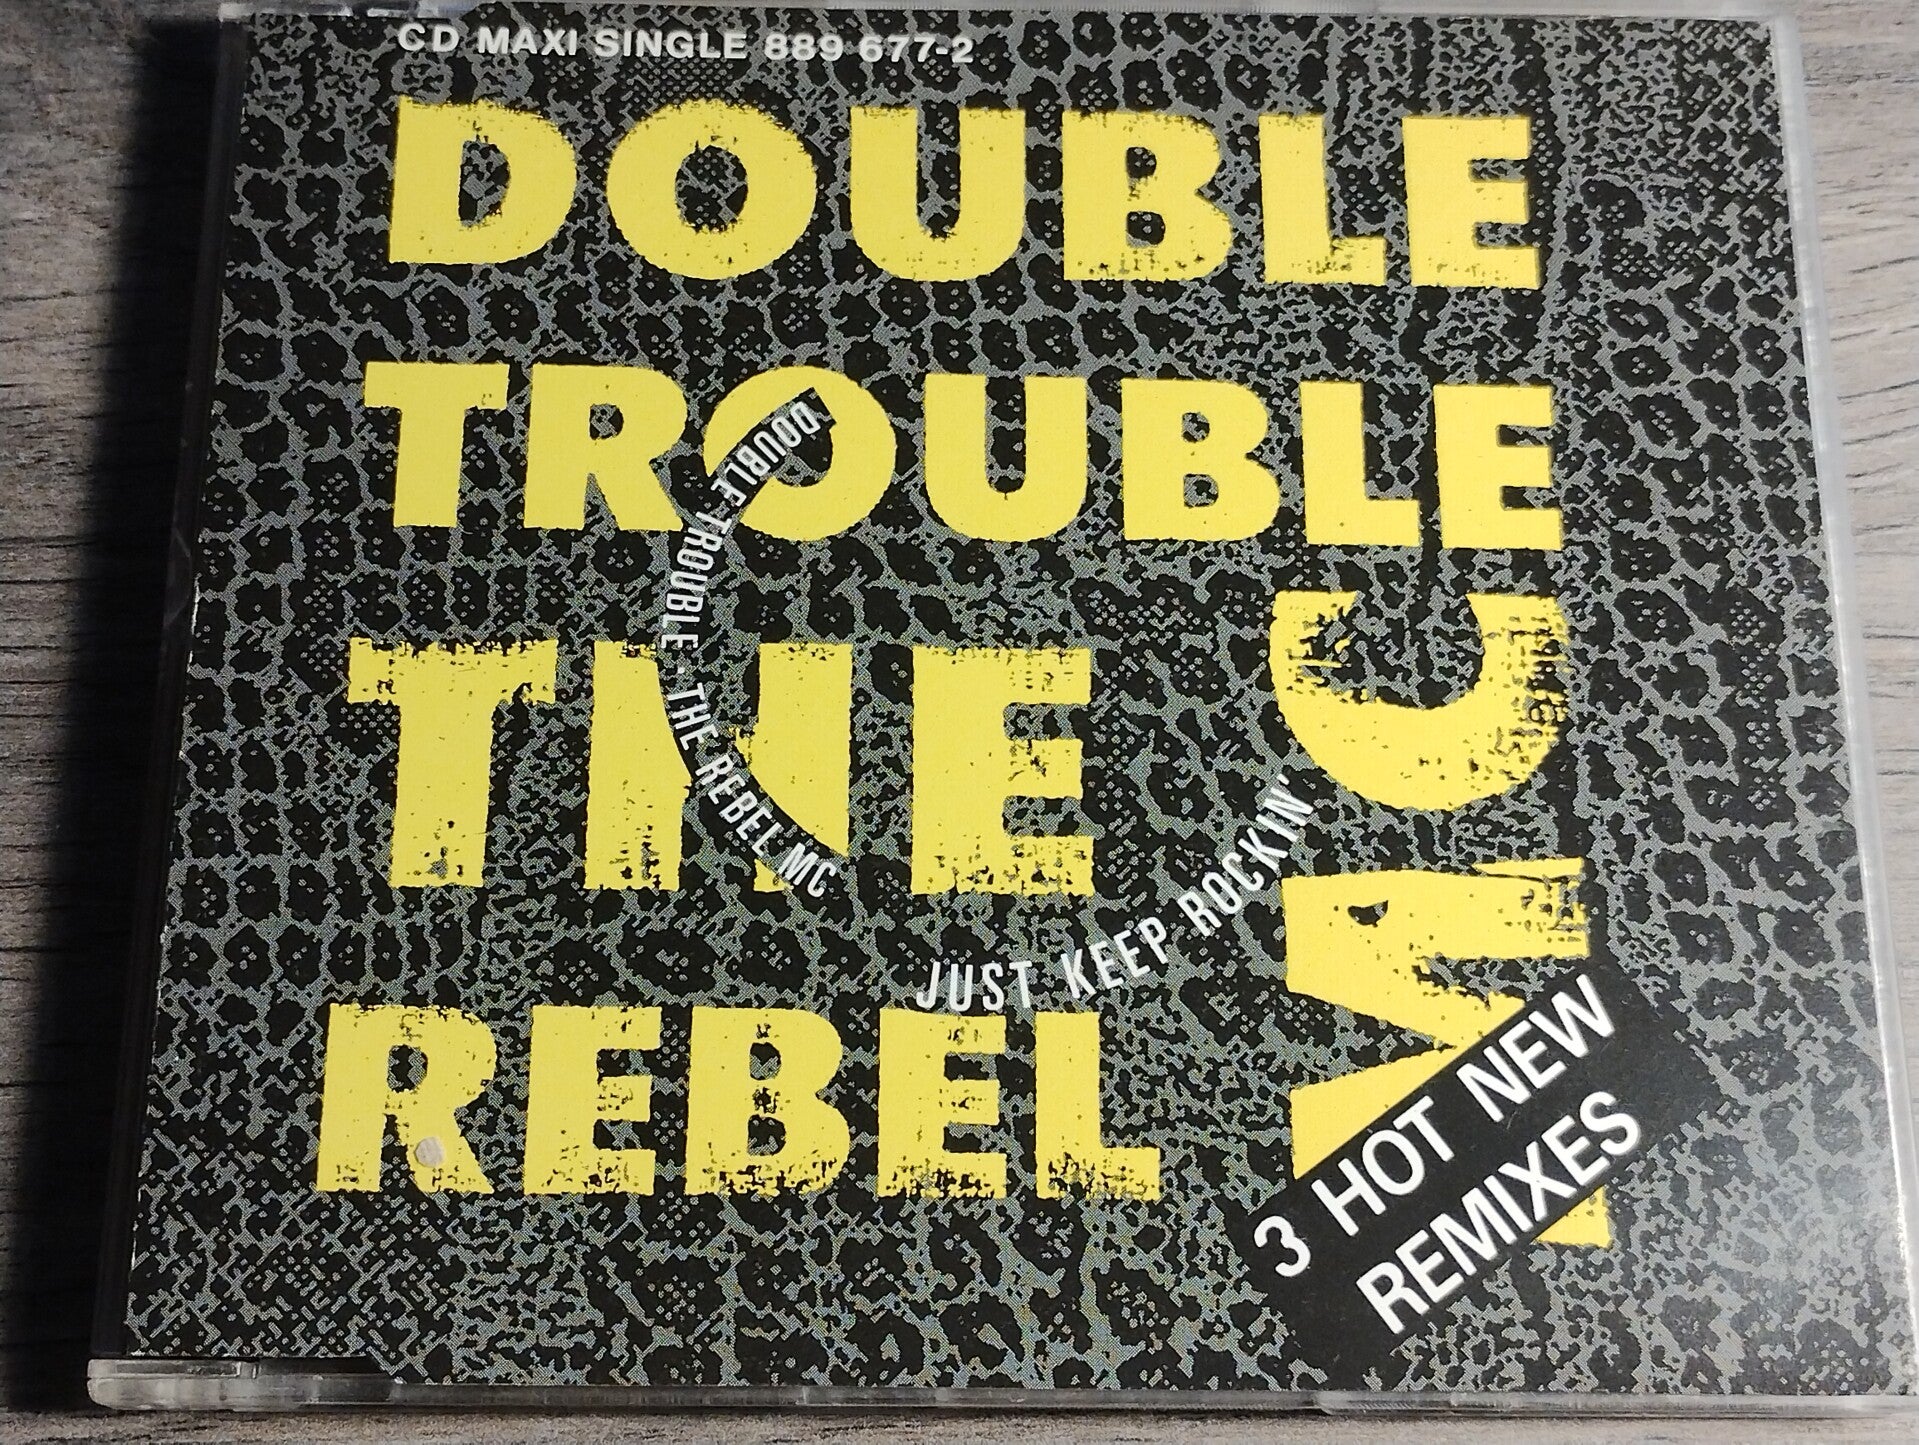 CD MAXI SINGLE 889 677-2
DOUBLE
TROUBLE
DOUBLE TROUBLE · THE REBEL MC
THE
MC
REBEL
JUST KEEP ROCKIN'
3 HOT NEW
REMIXES